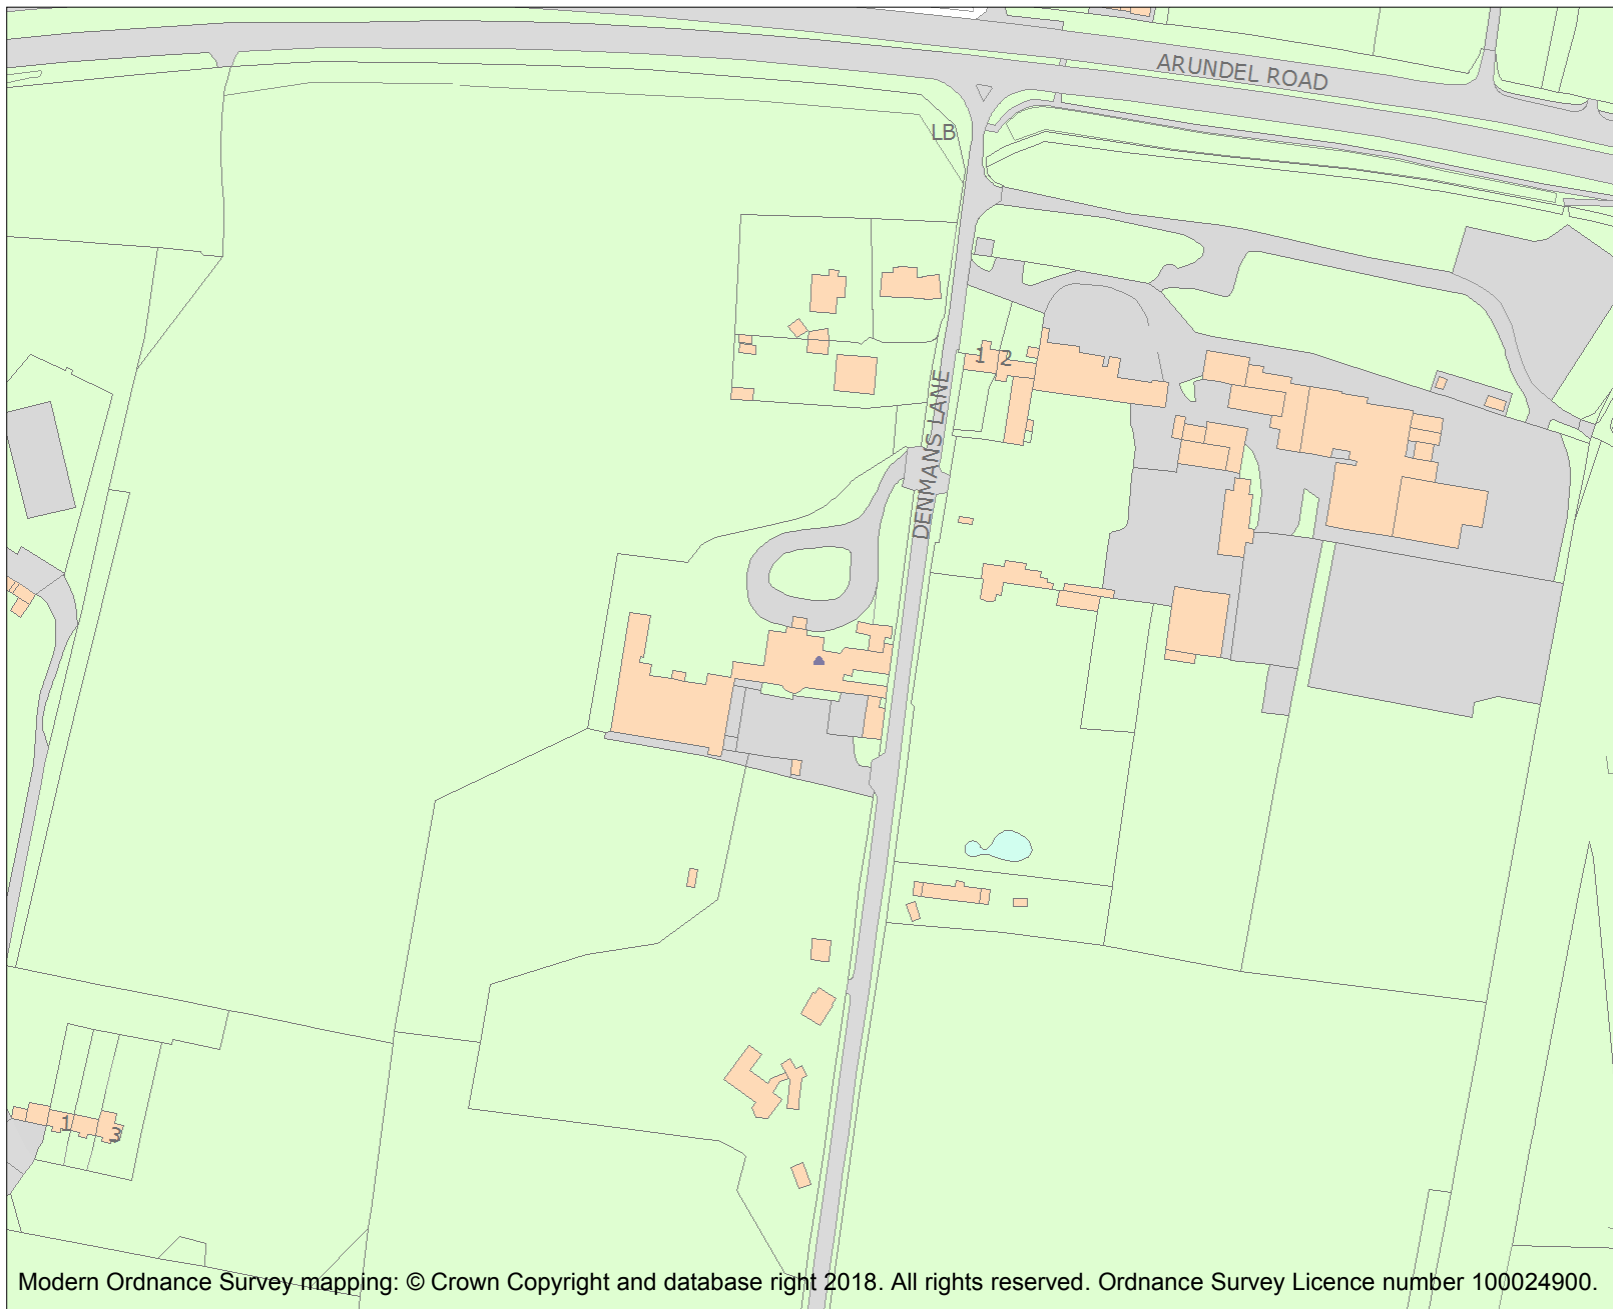 ARUNDEL ROAD
LB
1 2
DENMANS LANE
1
3
Modern Ordnance Survey mapping: © Crown Copyright and database right 2018. All rights reserved. Ordnance Survey Licence number 100024900.